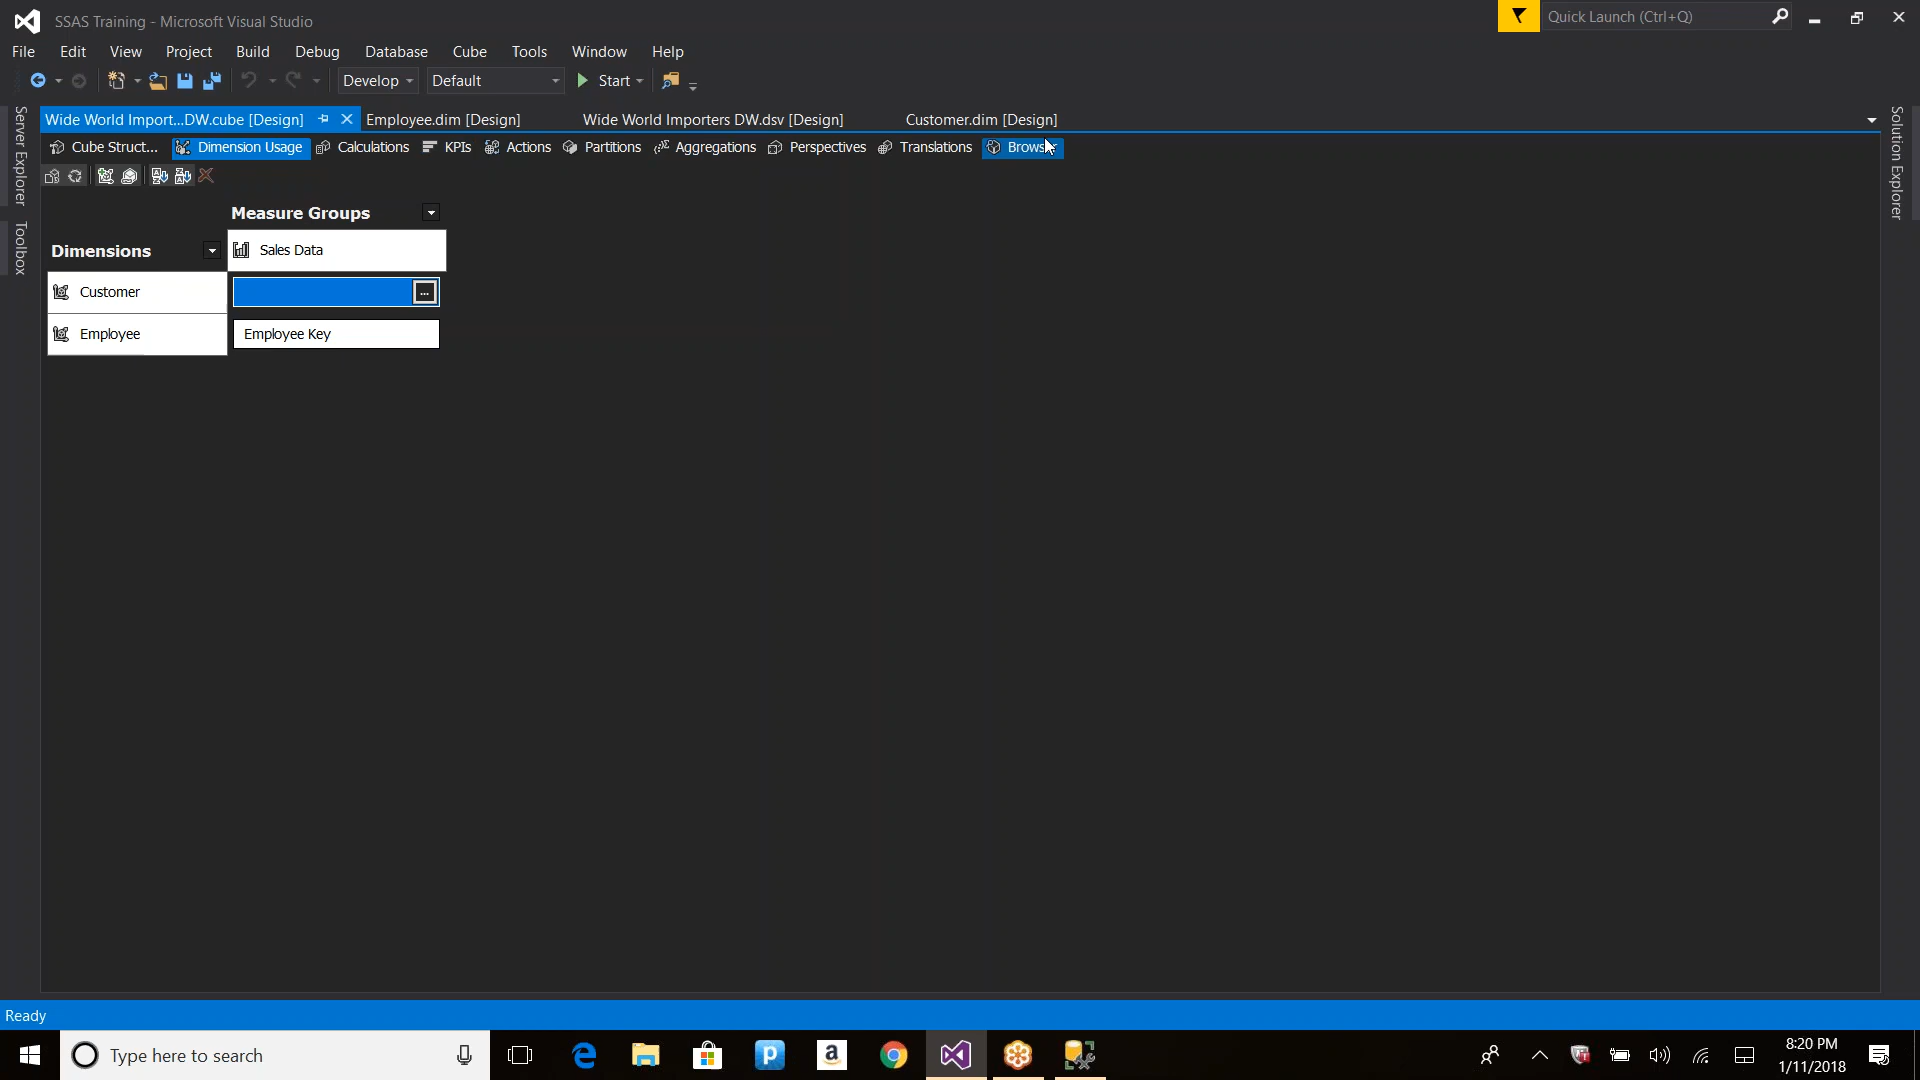 SSAS Training - Microsoft Visual Studio
Quick Launch (Ctrl+Q)
File Edit View Project Build Debug Database Cube Tools Window Help
Develop Default Start
Server Explorer
Toolbox
Solution Explorer
Wide World Import...DW.cube [Design] Employee.dim [Design] Wide World Importers DW.dsv [Design] Customer.dim [Design]
Cube Struct... Dimension Usage Calculations KPIs Actions Partitions Aggregations Perspectives Translations
Measure Groups
Dimensions
Sales Data
Customer
...
Employee
Employee Key
Ready
Type here to search
8:20 PM
1/11/2018